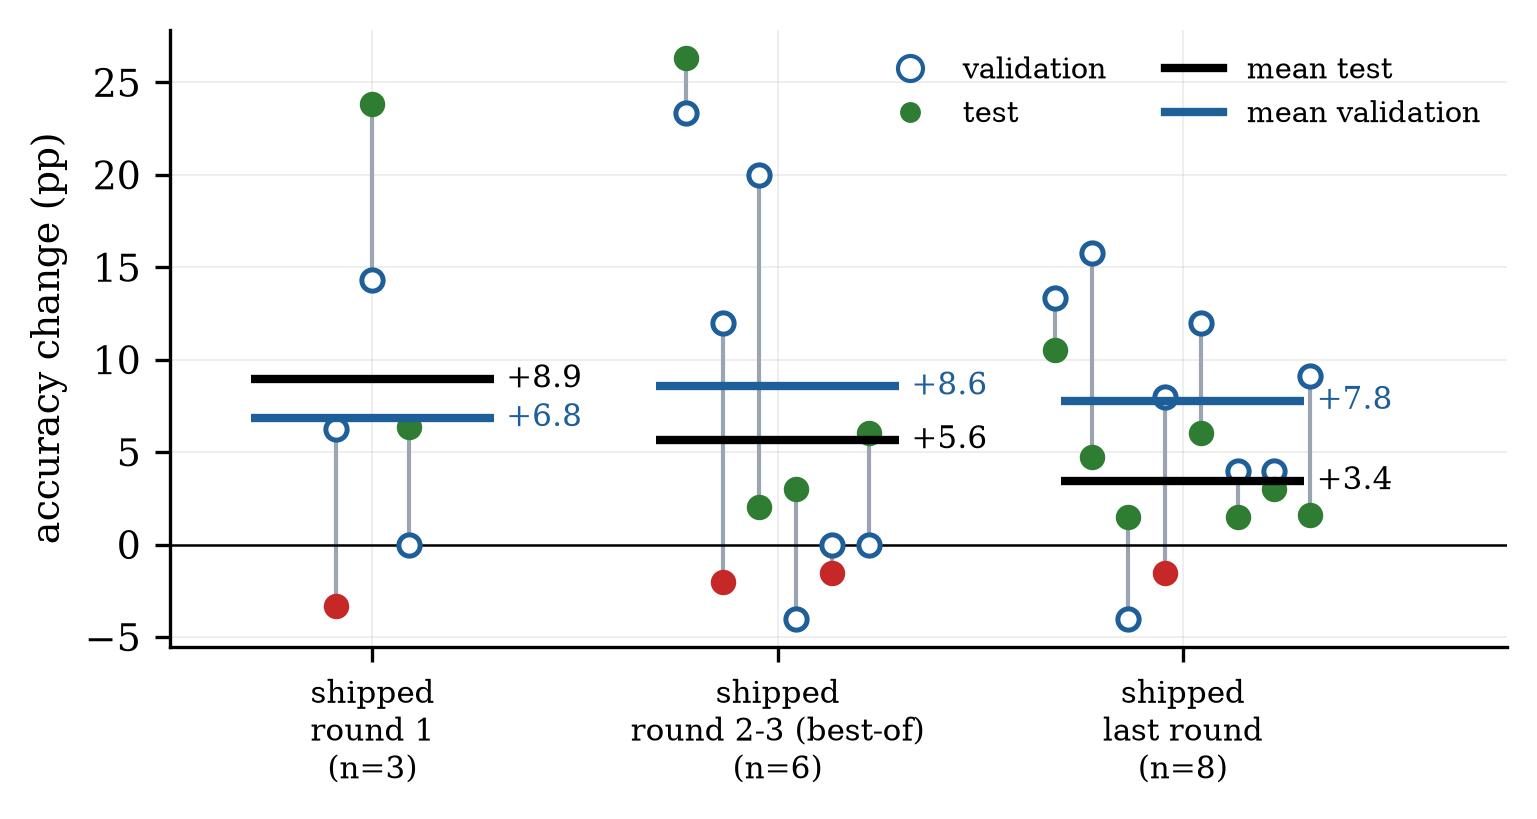 accuracy change (pp)
25
20
15
10
5
0
−5
validation
test
mean test
mean validation
+8.9
+6.8
+8.6
+5.6
+7.8
+3.4
shipped
round 1
(n=3)
shipped
round 2-3 (best-of)
(n=6)
shipped
last round
(n=8)